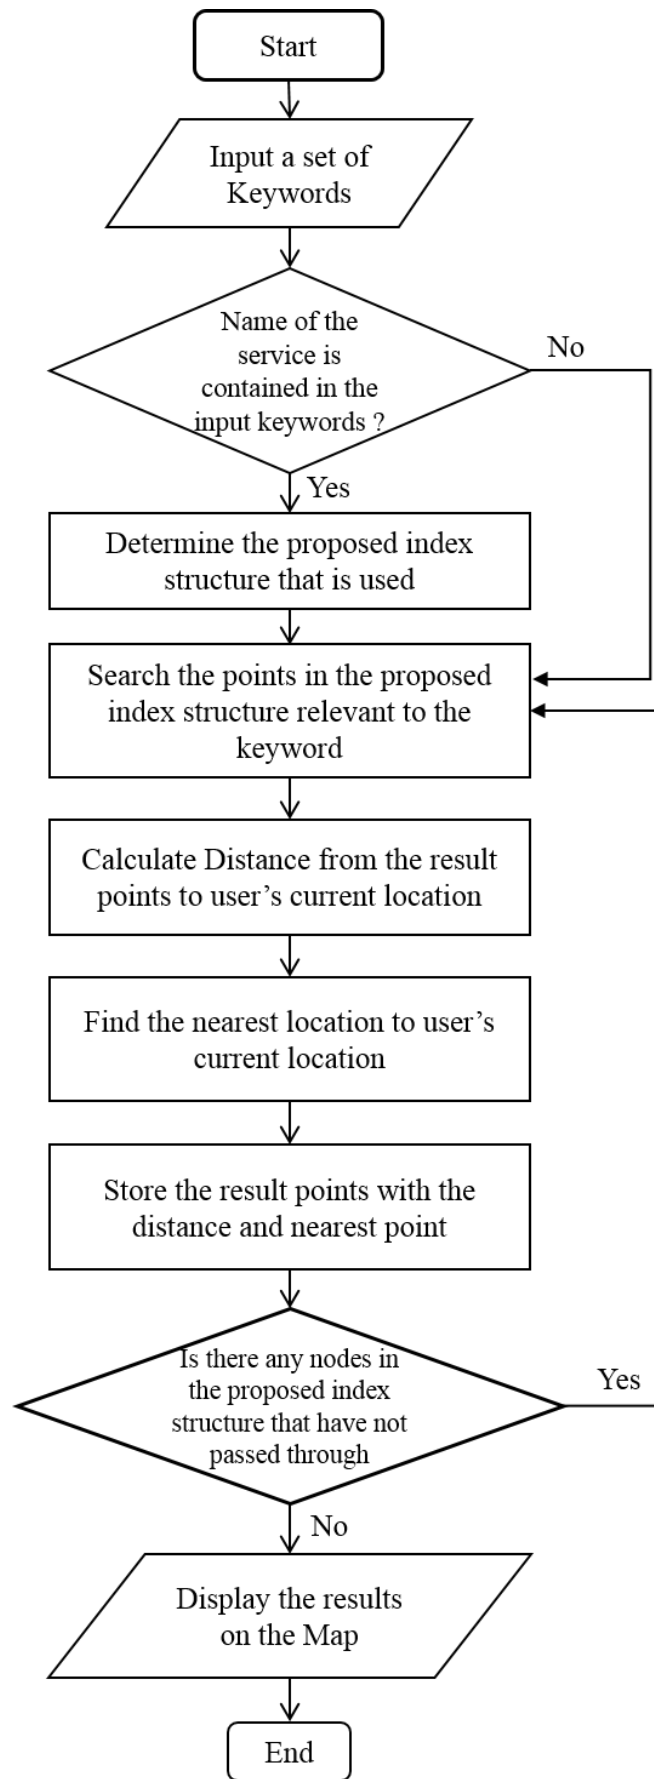 Start
Input a set of
Keywords
Name of the
service is
contained in the
input keywords ?
No
Yes
Determine the proposed index
structure that is used
Search the points in the proposed
index structure relevant to the
keyword
Calculate Distance from the result
points to user’s current location
Find the nearest location to user’s
current location
Store the result points with the
distance and nearest point
Is there any nodes in
the proposed index
structure that have not
passed through
Yes
No
Display the results
on the Map
End